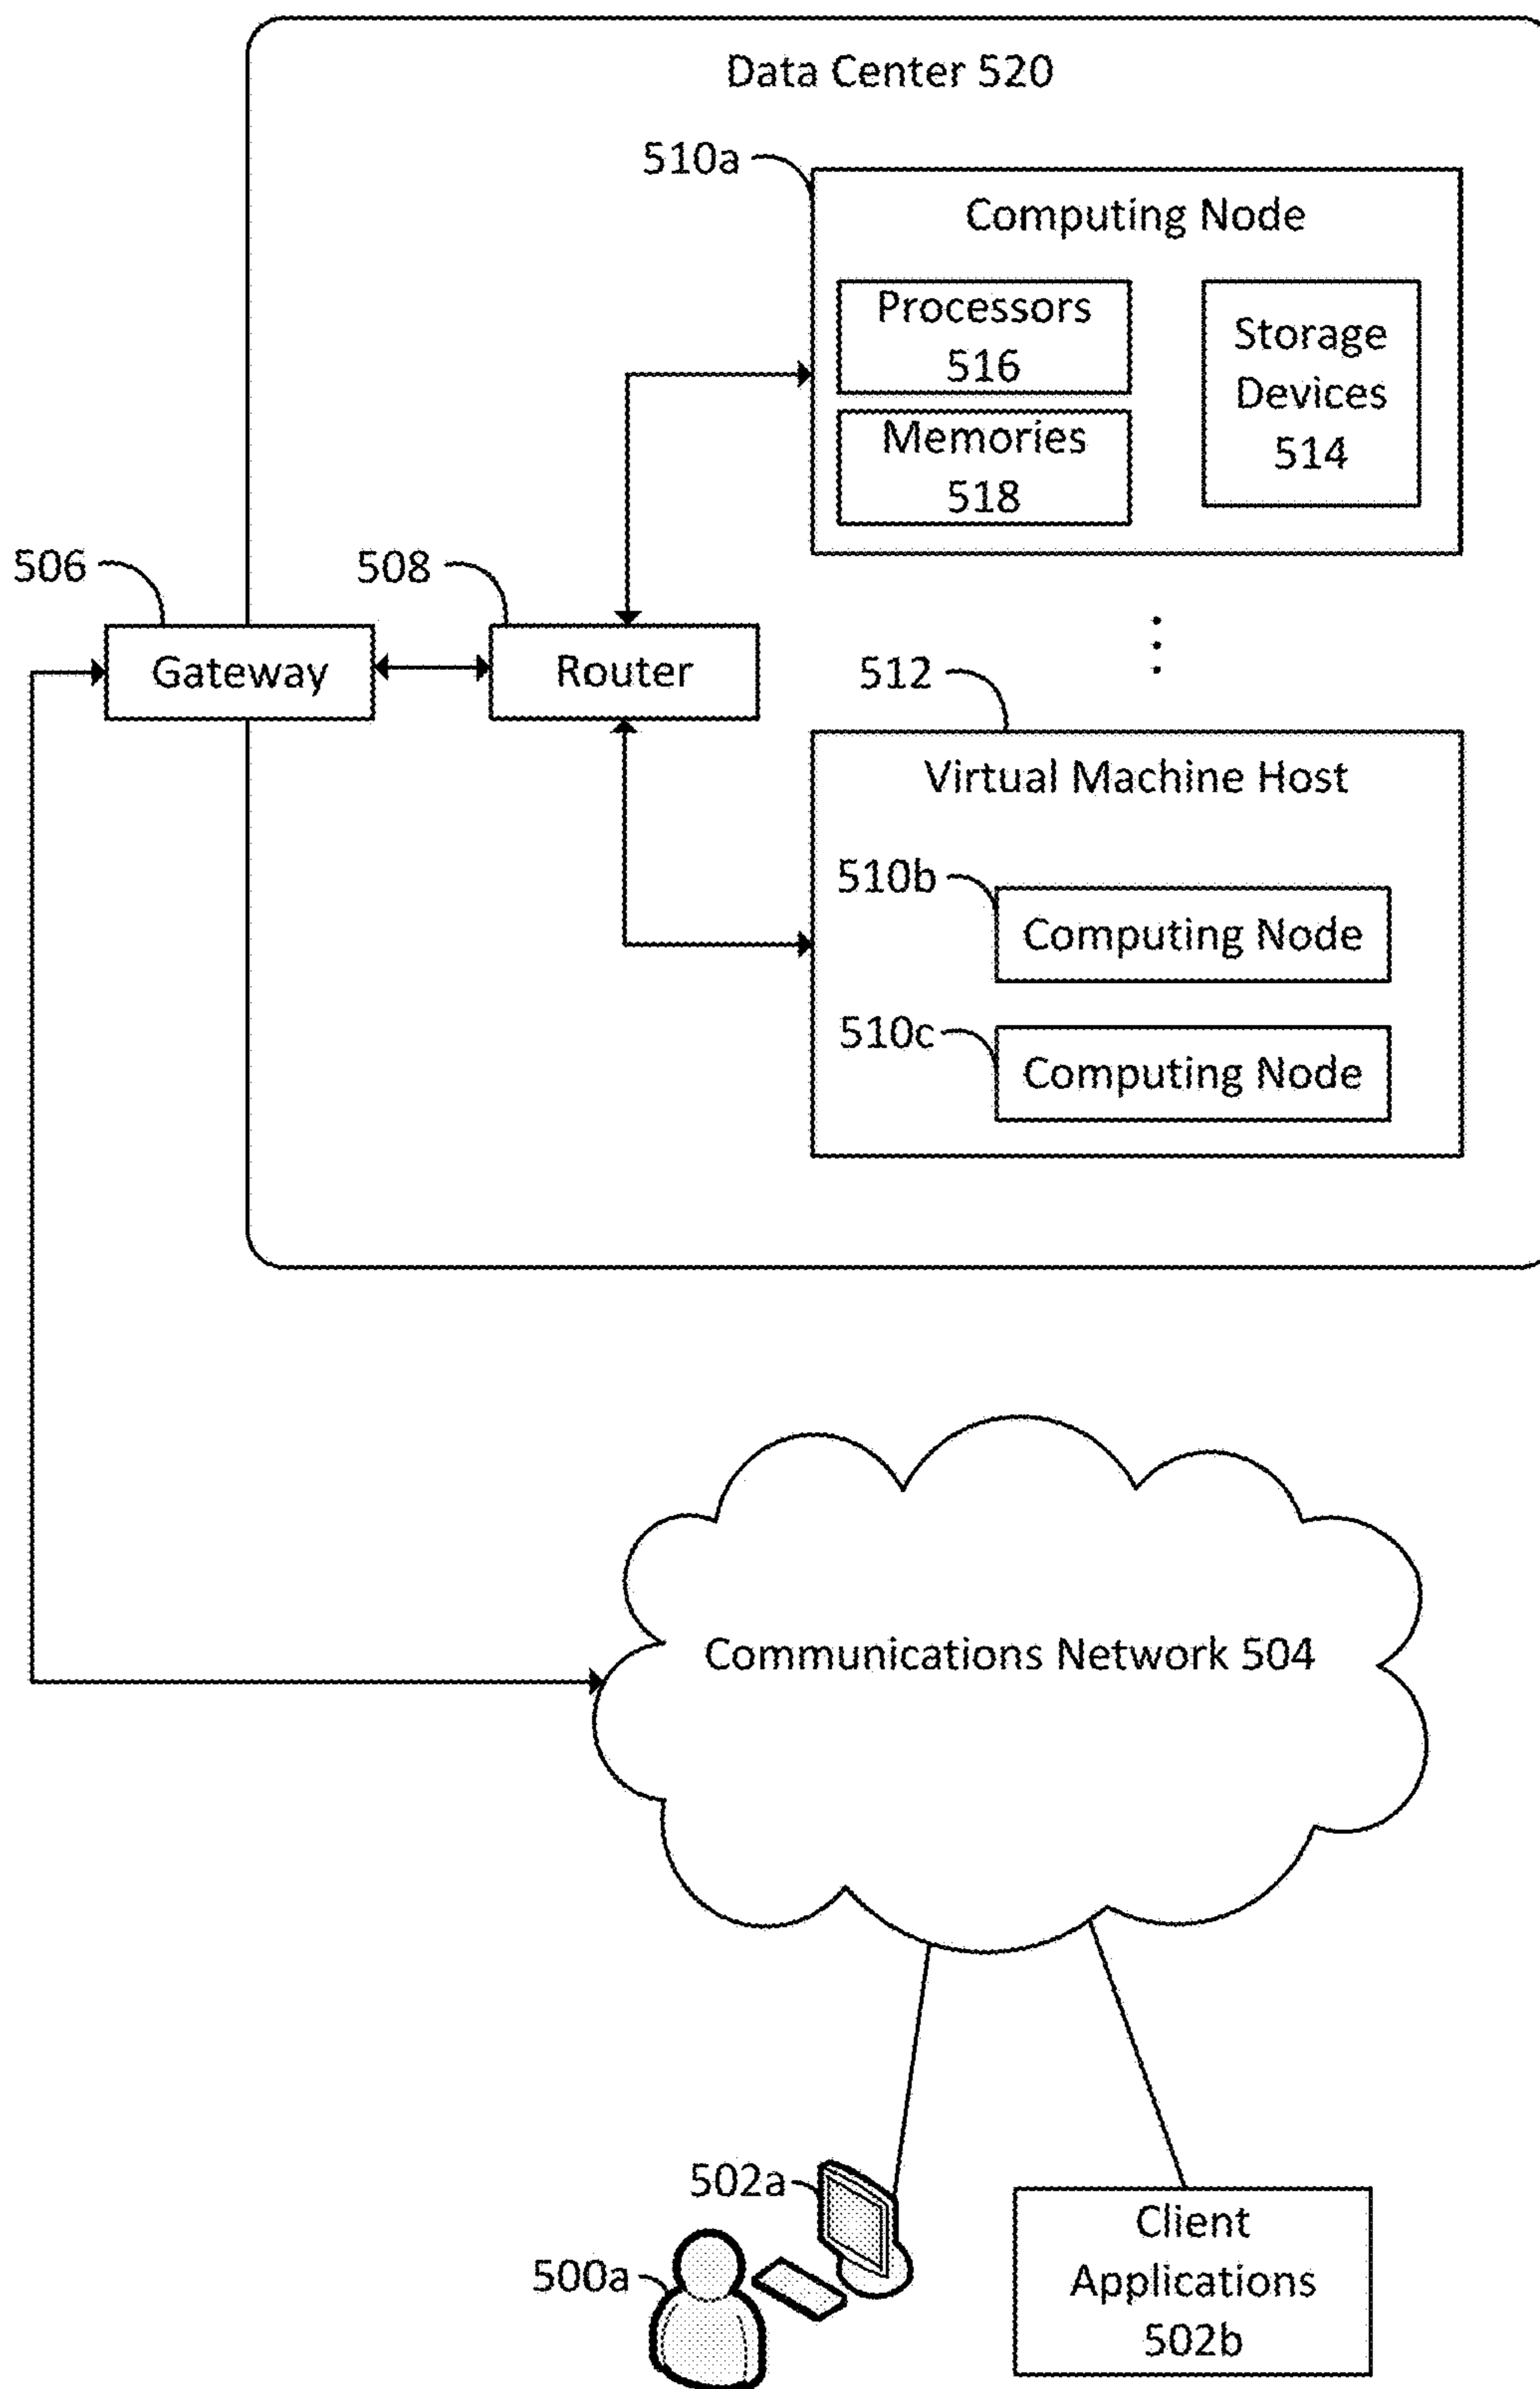 Data Center 520
510a
Computing Node
Processors
516
Memories
518
Storage
Devices
514
506
Gateway
508
Router
512
Virtual Machine Host
510b
Computing Node
510c
Computing Node
Communications Network 504
502a
500a
Client
Applications
502b